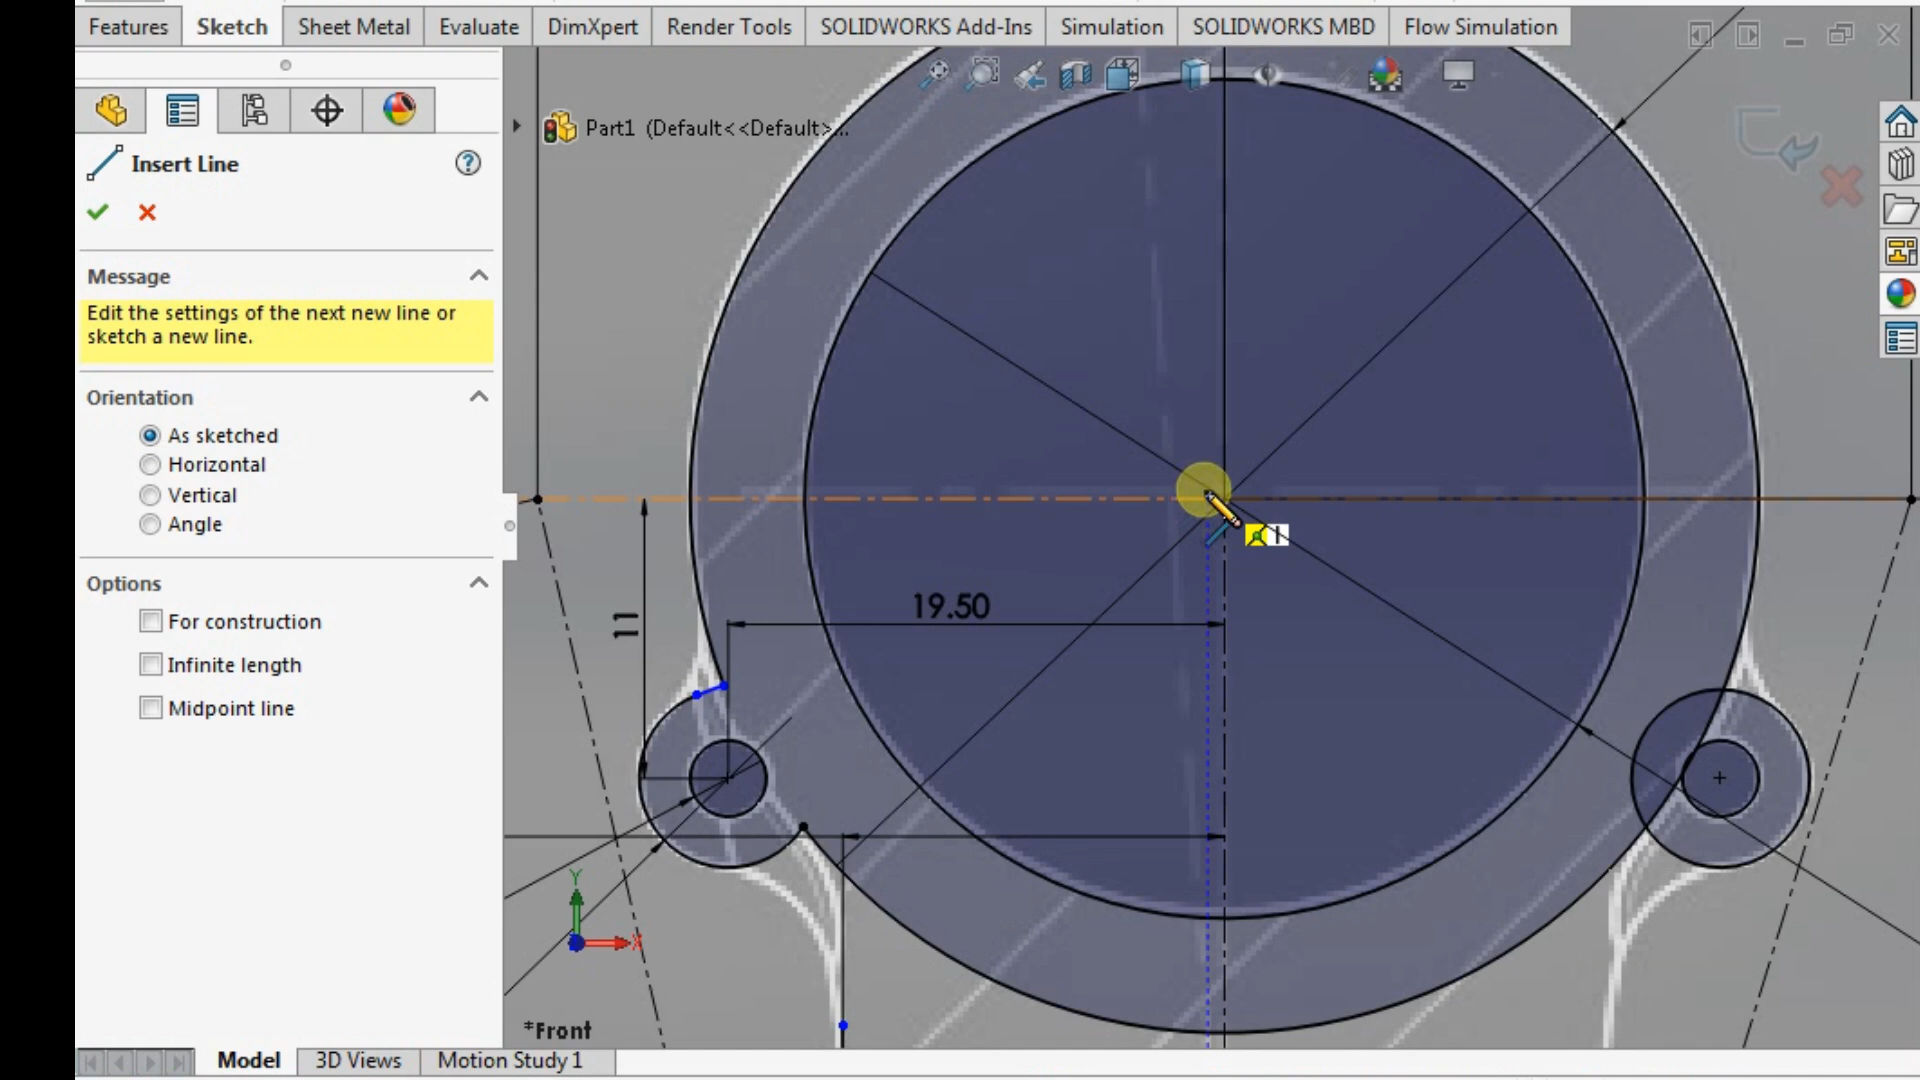 Features Sketch Sheet Metal Evaluate DimXpert Render Tools SOLIDWORKS Add-Ins Simulation SOLIDWORKS MBD Flow Simulation
Part1 (Default<<Default>...
Insert Line
Message
Edit the settings of the next new line or
sketch a new line.
Orientation
As sketched
Horizontal
Vertical
Angle
Options
For construction
Infinite length
Midpoint line
19.50
11
Y
X
*Front
Model 3D Views Motion Study 1